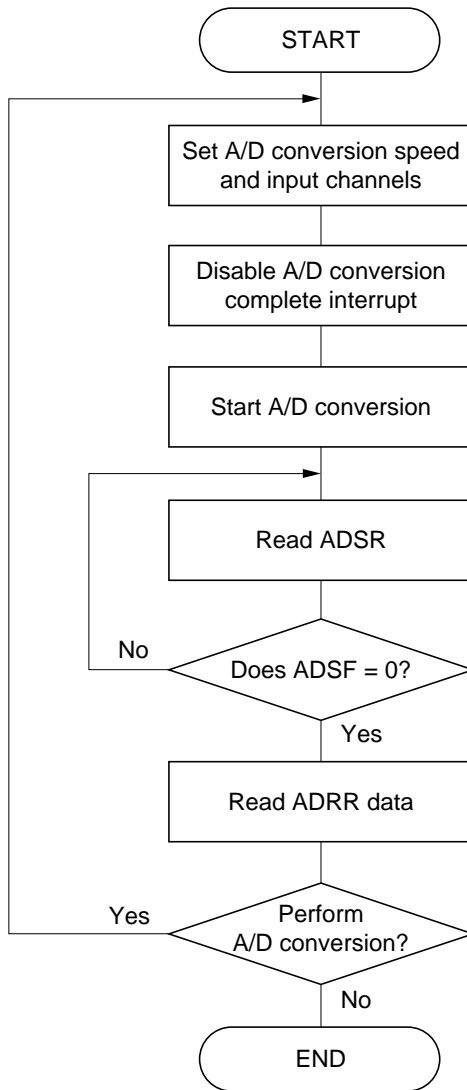 START
Set A/D conversion speed
and input channels
Disable A/D conversion
complete interrupt
Start A/D conversion
Read ADSR
No
Does ADSF = 0?
Yes
Read ADRR data
Yes
Perform
A/D conversion?
No
END